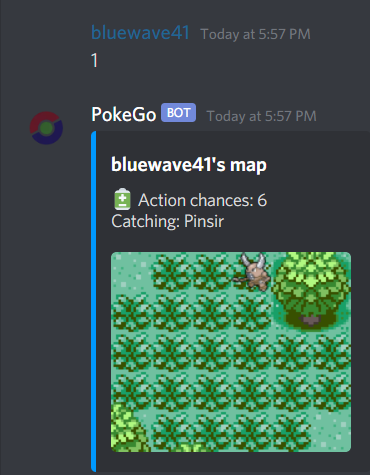 bluewave41 Today at 5:57 PM
1
PokeGo BOT Today at 5:57 PM
bluewave41's map
Action chances: 6
Catching: Pinsir